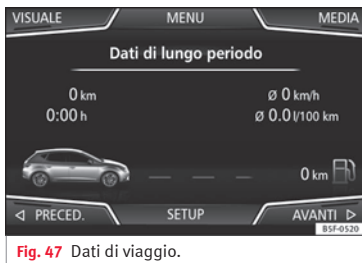 VISUALE MENU MEDIA
Dati di lungo periodo
0 km Ø 0 km/h
0:00 h Ø 0.0 l/100 km
0 km
◁ PRECED. SETUP AVANTI ▷
BSF-0520
Fig. 47 Dati di viaggio.